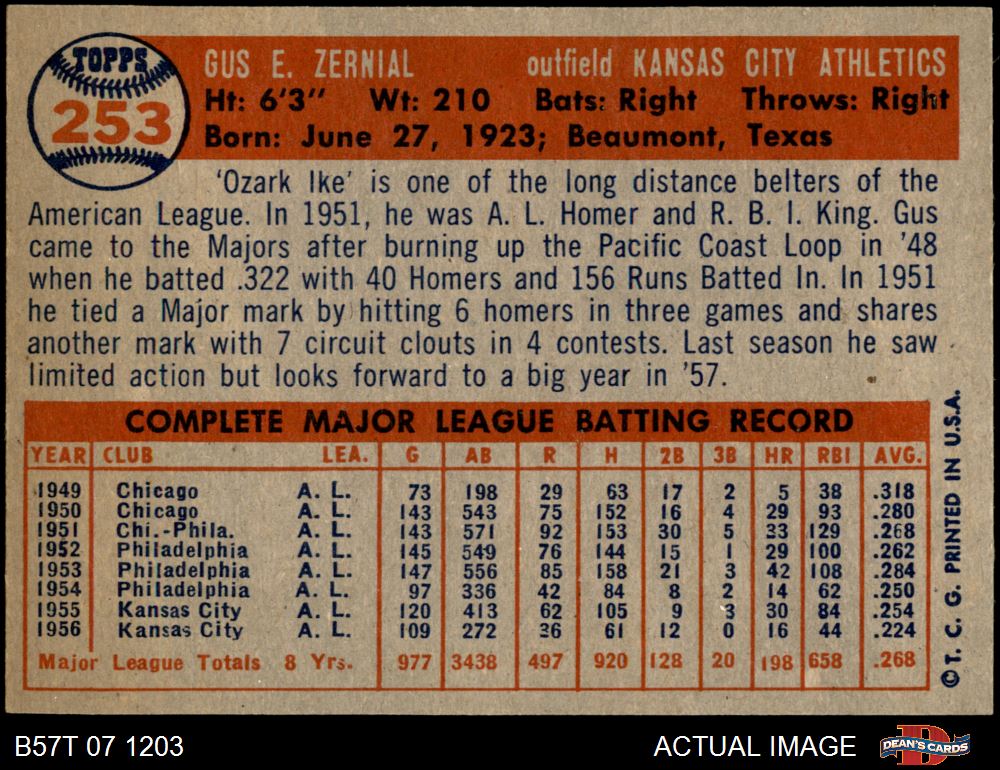 TOPPS
253
GUS E. ZERNIAL outfield KANSAS CITY ATHLETICS
Ht: 6'3" Wt: 210 Bats: Right Throws: Right
Born: June 27, 1923; Beaumont, Texas
'Ozark Ike' is one of the long distance belters of the
American League. In 1951, he was A. L. Homer and R. B. I. King. Gus
came to the Majors after burning up the Pacific Coast Loop in '48
when he batted .322 with 40 Homers and 156 Runs Batted In. In 1951
he tied a Major mark by hitting 6 homers in three games and shares
another mark with 7 circuit clouts in 4 contests. Last season he saw
limited action but looks forward to a big year in '57.
COMPLETE MAJOR LEAGUE BATTING RECORD
YEAR CLUB LEA. G AB R H 2B 3B HR RBI AVG.
1949 Chicago A. L. 73 198 29 63 17 2 5 38 .318
1950 Chicago A. L. 143 543 75 152 16 4 29 93 .280
1951 Chi.-Phila. A. L. 143 571 92 153 30 5 33 129 .268
1952 Philadelphia A. L. 145 549 76 144 15 1 29 100 .262
1953 Philadelphia A. L. 147 556 85 158 21 3 42 108 .284
1954 Philadelphia A. L. 97 336 42 84 8 2 14 62 .250
1955 Kansas City A. L. 120 413 62 105 9 3 30 84 .254
1956 Kansas City A. L. 109 272 36 61 12 0 16 44 .224
Major League Totals 8 Yrs. 977 3438 497 920 128 20 198 658 .268
©T. C. G. PRINTED IN U.S.A.
B57T 07 1203 ACTUAL IMAGE
D
DEAN'S CARDS